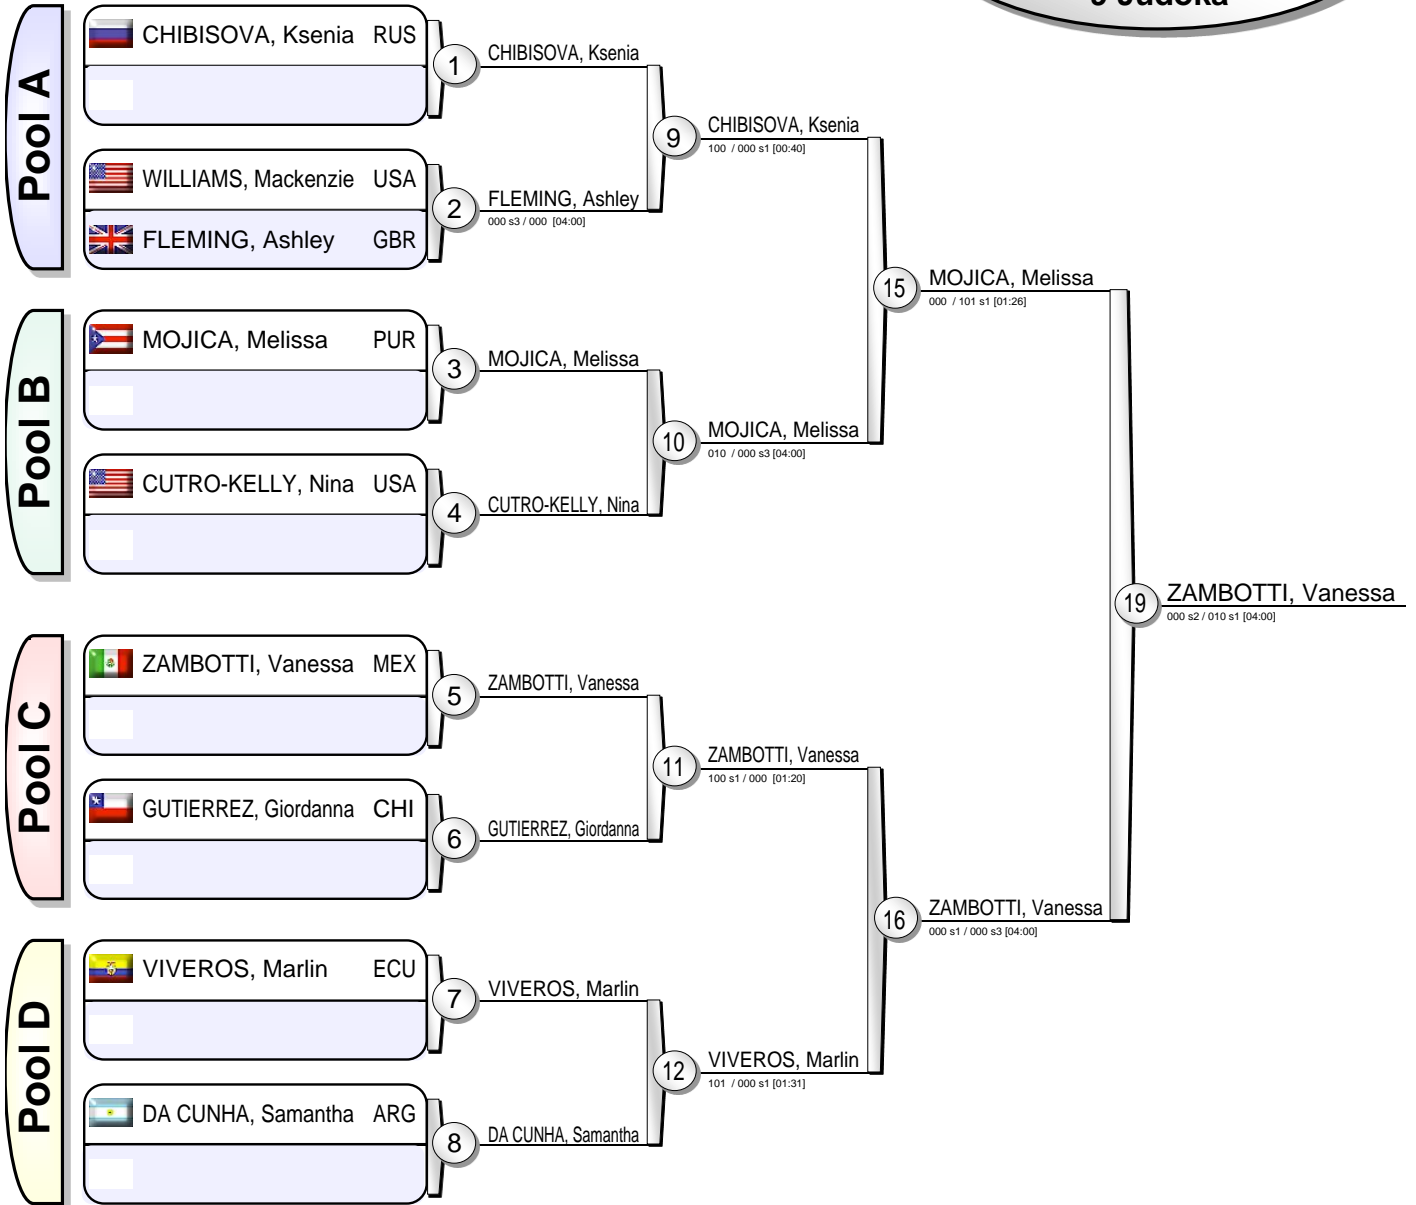 9 Judoka
Pool A
CHIBISOVA, Ksenia RUS
WILLIAMS, Mackenzie USA
FLEMING, Ashley GBR
1
CHIBISOVA, Ksenia
2
FLEMING, Ashley
000 s3 / 000 [04:00]
9
CHIBISOVA, Ksenia
100 / 000 s1 [00:40]
Pool B
MOJICA, Melissa PUR
CUTRO-KELLY, Nina USA
3
MOJICA, Melissa
4
CUTRO-KELLY, Nina
10
MOJICA, Melissa
010 / 000 s3 [04:00]
15
MOJICA, Melissa
000 / 101 s1 [01:26]
Pool C
ZAMBOTTI, Vanessa MEX
GUTIERREZ, Giordanna CHI
5
ZAMBOTTI, Vanessa
6
GUTIERREZ, Giordanna
11
ZAMBOTTI, Vanessa
100 s1 / 000 [01:20]
Pool D
VIVEROS, Marlin ECU
DA CUNHA, Samantha ARG
7
VIVEROS, Marlin
8
DA CUNHA, Samantha
12
VIVEROS, Marlin
101 / 000 s1 [01:31]
16
ZAMBOTTI, Vanessa
000 s1 / 000 s3 [04:00]
19
ZAMBOTTI, Vanessa
000 s2 / 010 s1 [04:00]